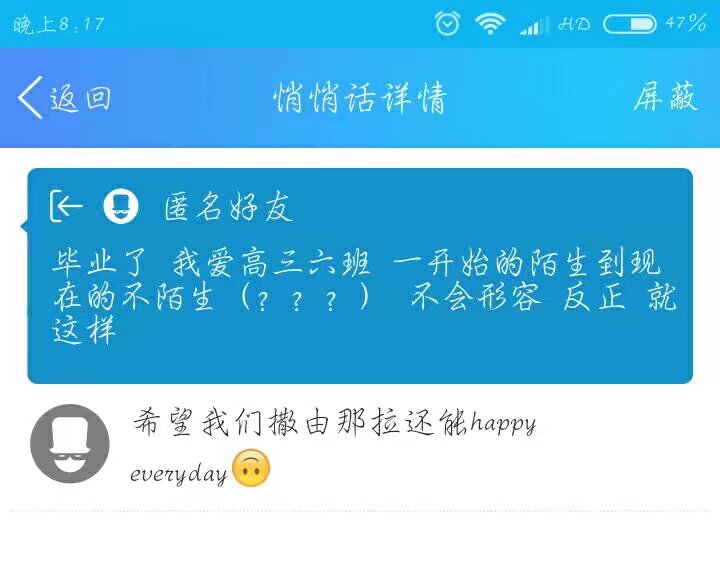 晚上8:17 HD 47%
返回 悄悄话详情 屏蔽
匿名好友
毕业了 我爱高三六班 一开始的陌生到现
在的不陌生(???) 不会形容 反正 就
这样
希望我们撒由那拉还能happy
everyday🙃